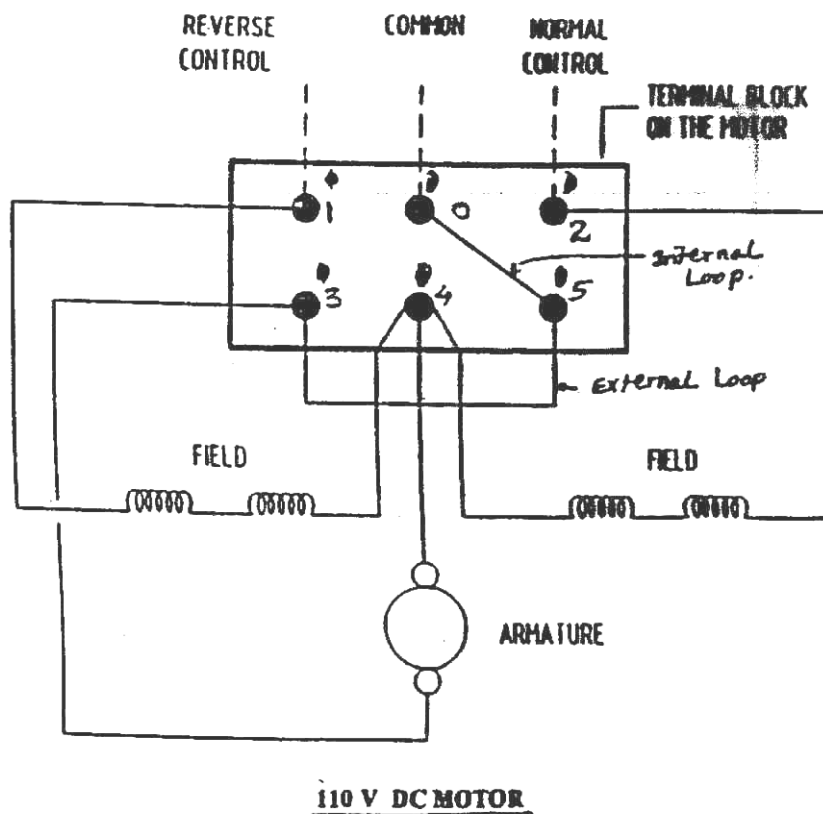 REVERSE
CONTROL
COMMON
NORMAL
CONTROL
TERMINAL BLOCK
ON THE MOTOR
1
0
2
Internal
Loop.
3
4
5
External Loop
FIELD
FIELD
ARMATURE
110 V DC MOTOR